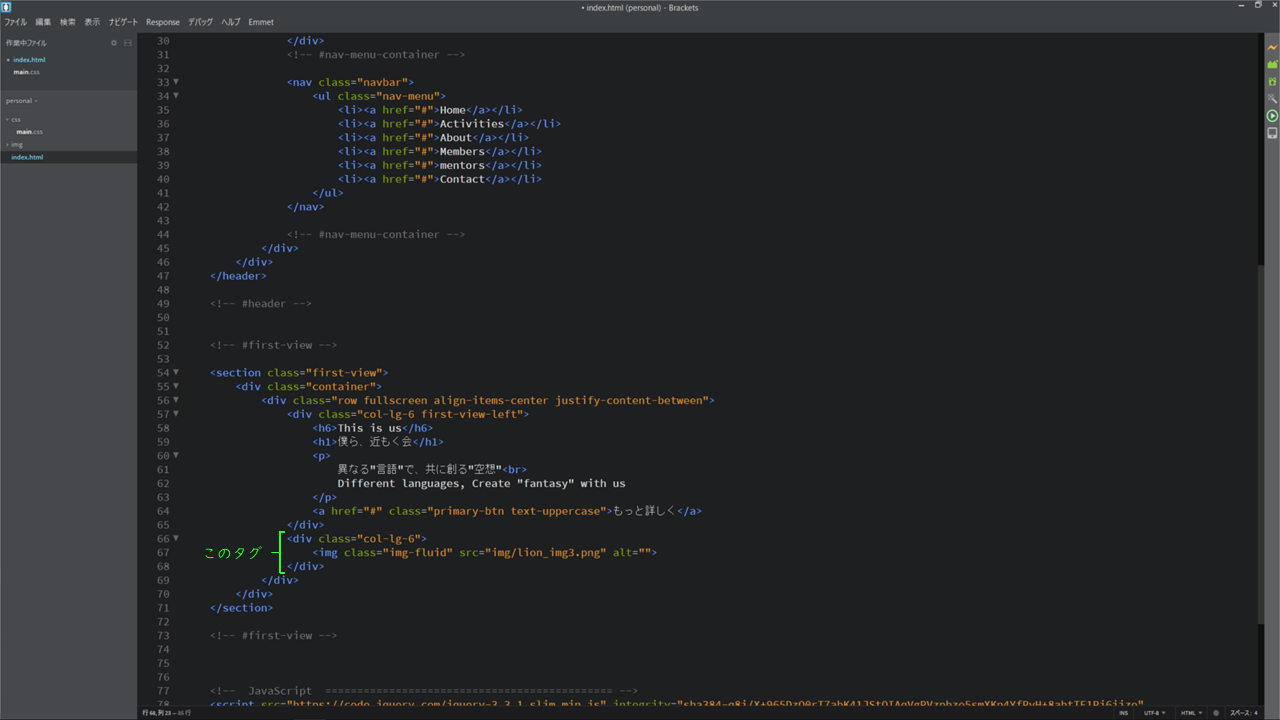 • index.html (personal) - Brackets
ファイル 編集 検索 表示 ナビゲート Response デバッグ ヘルプ Emmet
作業中ファイル
• index.html
main.css
personal
css
main.css
img
index.html
30 </div>
31 <!-- #nav-menu-container -->
32
33 <nav class="navbar">
34 <ul class="nav-menu">
35 <li><a href="#">Home</a></li>
36 <li><a href="#">Activities</a></li>
37 <li><a href="#">About</a></li>
38 <li><a href="#">Members</a></li>
39 <li><a href="#">mentors</a></li>
40 <li><a href="#">Contact</a></li>
41 </ul>
42 </nav>
43
44 <!-- #nav-menu-container -->
45 </div>
46 </div>
47 </header>
48
49 <!-- #header -->
50
51
52 <!-- #first-view -->
53
54 <section class="first-view">
55 <div class="container">
56 <div class="row fullscreen align-items-center justify-content-between">
57 <div class="col-lg-6 first-view-left">
58 <h6>This is us</h6>
59 <h1>僕ら、近もく会</h1>
60 <p>
61 異なる"言語"で、共に創る"空想"<br>
62 Different languages, Create "fantasy" with us
63 </p>
64 <a href="#" class="primary-btn text-uppercase">もっと詳しく</a>
65 </div>
66 <div class="col-lg-6">
このタグ
67 <img class="img-fluid" src="img/lion_img3.png" alt="">
68 </div>
69 </div>
70 </div>
71 </section>
72
73 <!-- #first-view -->
74
75
76
77 <!-- JavaScript ============================================= -->
78 <script src="https://code.jquery.com/jquery-3.3.1.slim.min.js" integrity=
行 68, 列 23 — 85 行
INS UTF-8 HTML スペース: 4